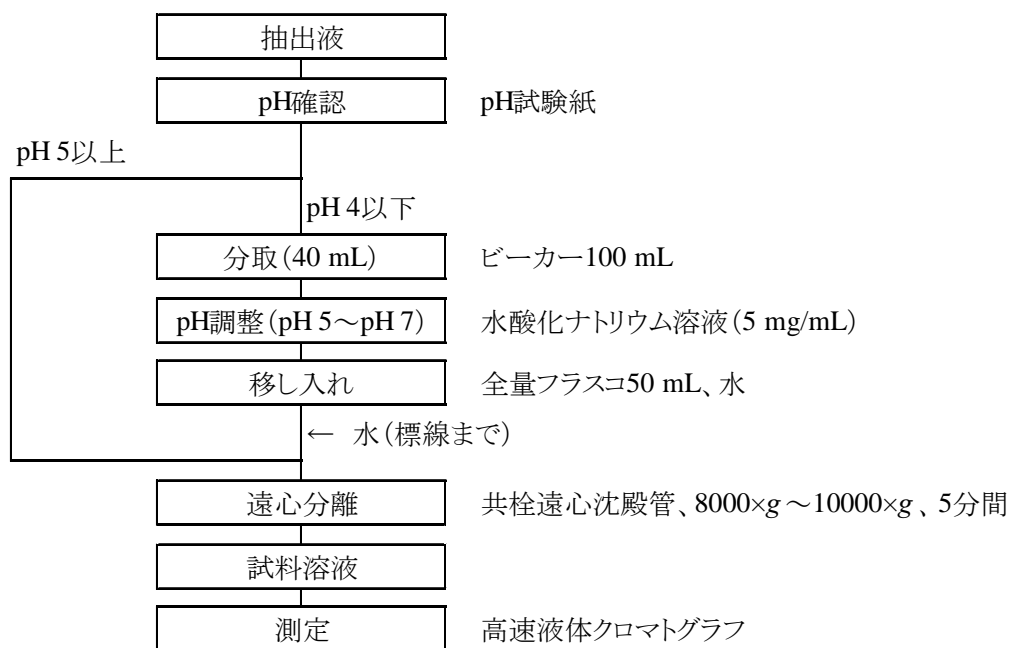 抽出液
pH確認 pH試験紙
pH 5以上
pH 4以下
分取(40 mL) ビーカー100 mL
pH調整(pH 5～pH 7) 水酸化ナトリウム溶液(5 mg/mL)
移し入れ 全量フラスコ50 mL、水
← 水(標線まで)
遠心分離 共栓遠心沈殿管、8000×g～10000×g、5分間
試料溶液
測定 高速液体クロマトグラフ